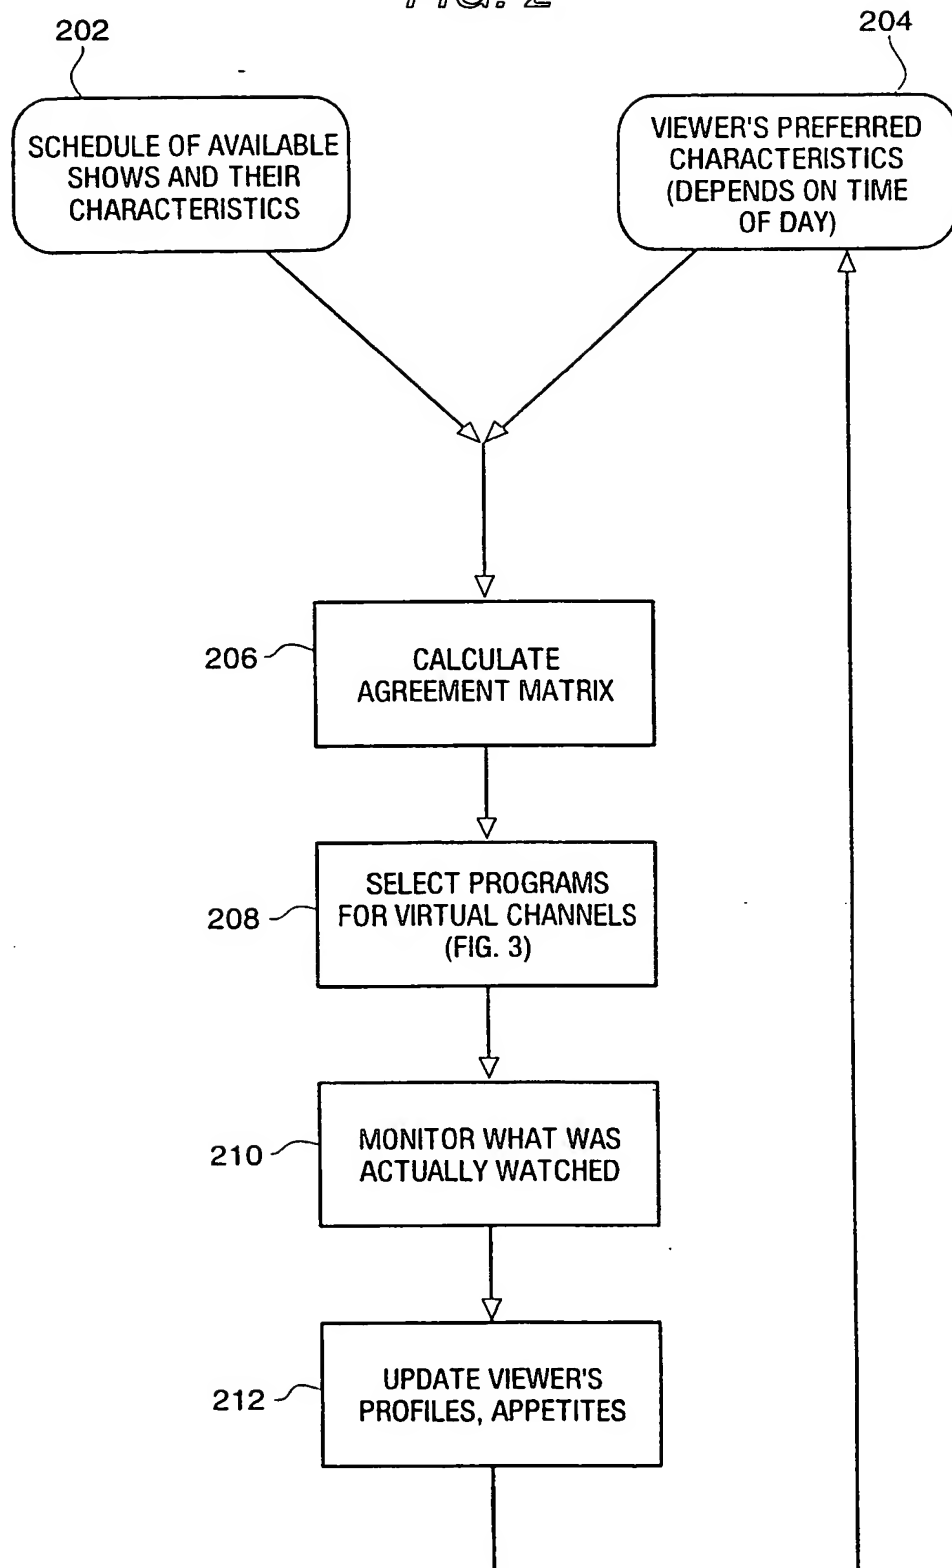 FIG. 2
202
204
SCHEDULE OF AVAILABLE
SHOWS AND THEIR
CHARACTERISTICS
VIEWER'S PREFERRED
CHARACTERISTICS
(DEPENDS ON TIME
OF DAY)
206
CALCULATE
AGREEMENT MATRIX
208
SELECT PROGRAMS
FOR VIRTUAL CHANNELS
(FIG. 3)
210
MONITOR WHAT WAS
ACTUALLY WATCHED
212
UPDATE VIEWER'S
PROFILES, APPETITES